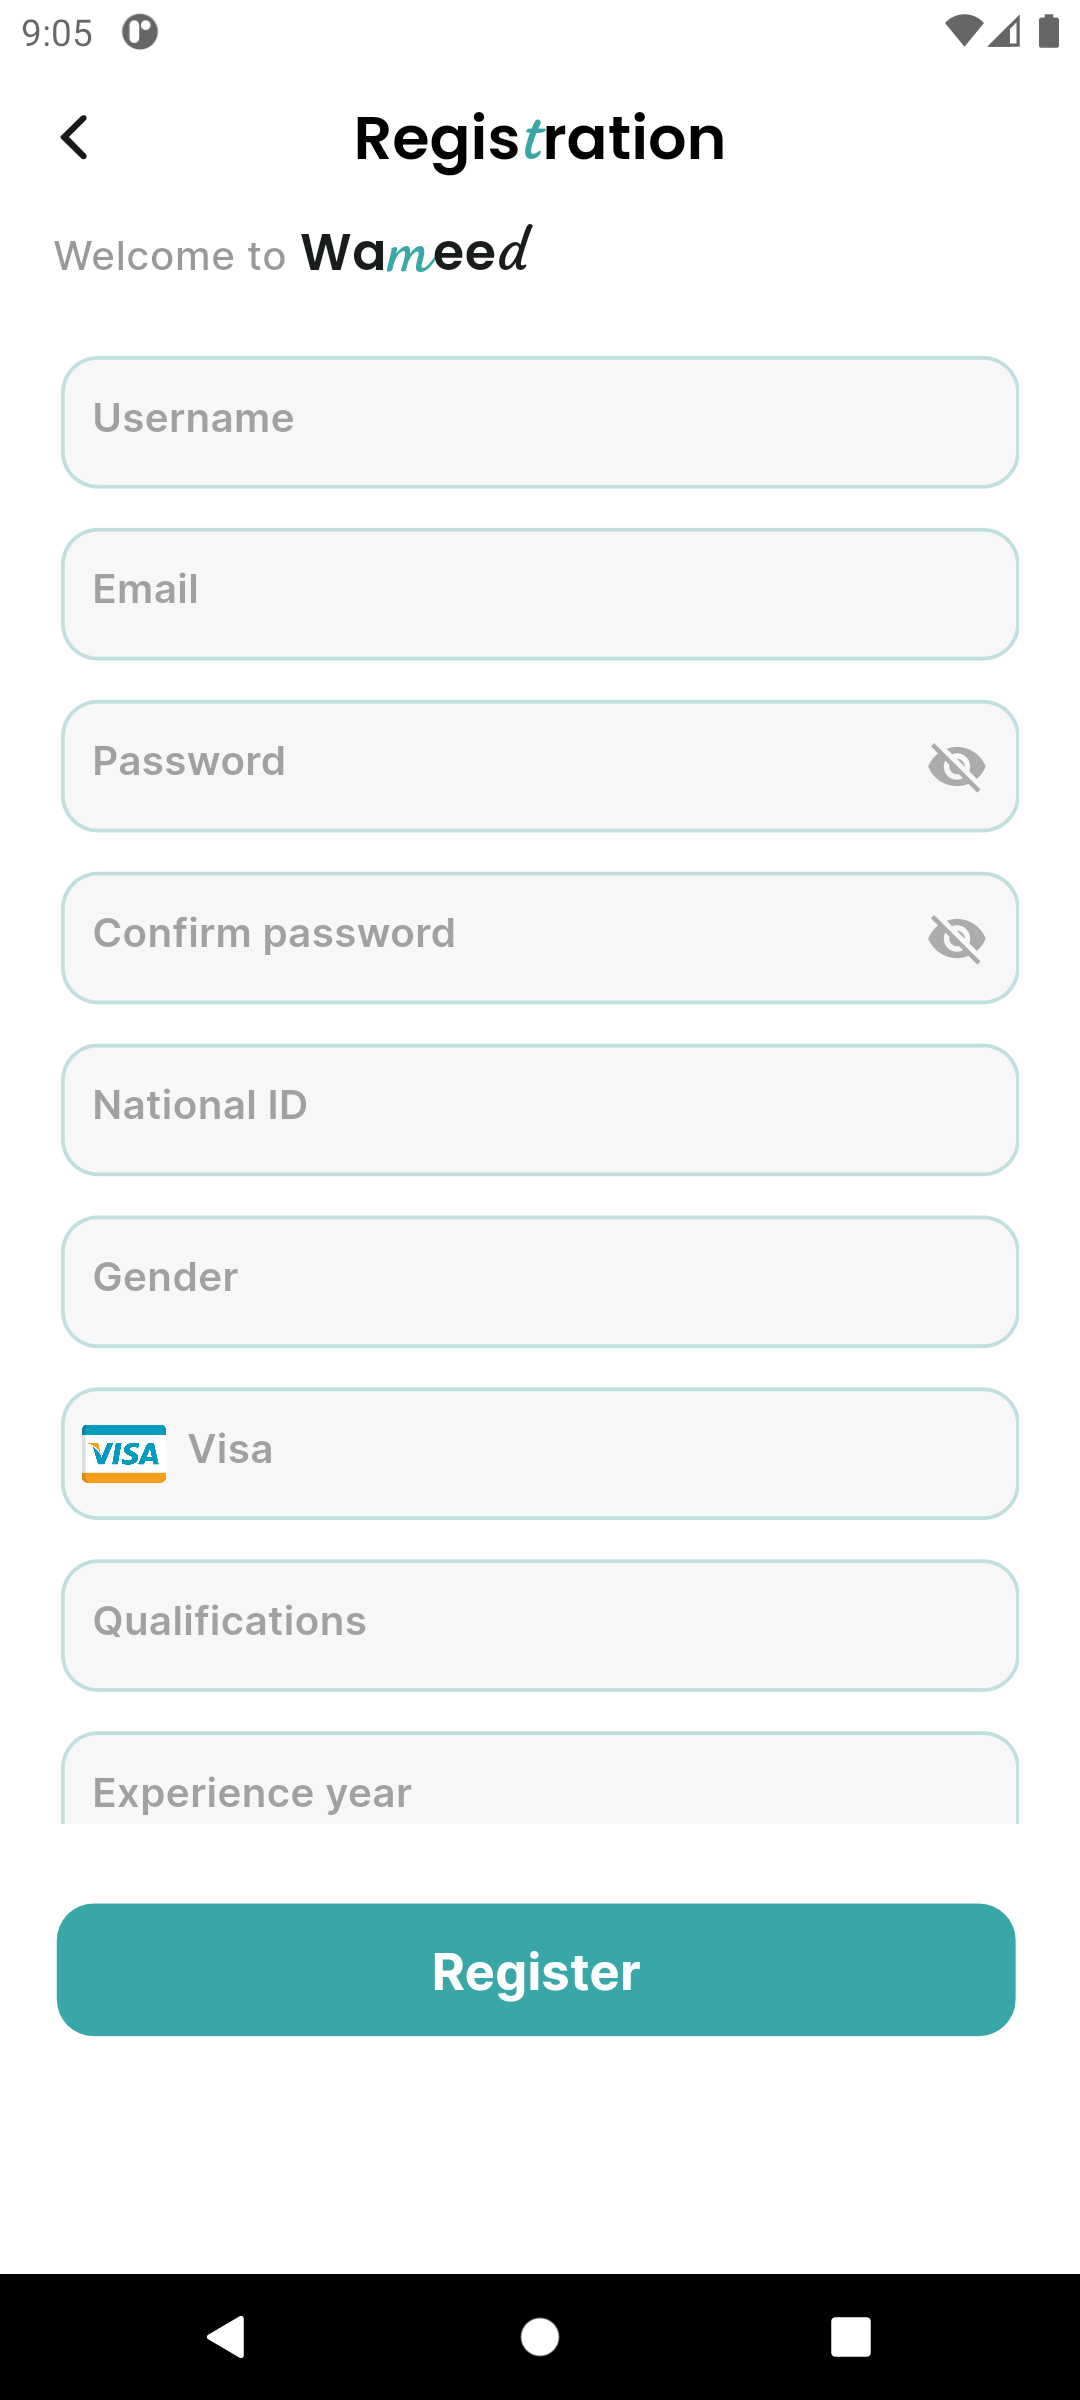 9:05
Registration
Welcome to Wameed
Username
Email
Password
Confirm password
National ID
Gender
VISA Visa
Qualifications
Experience year
Register